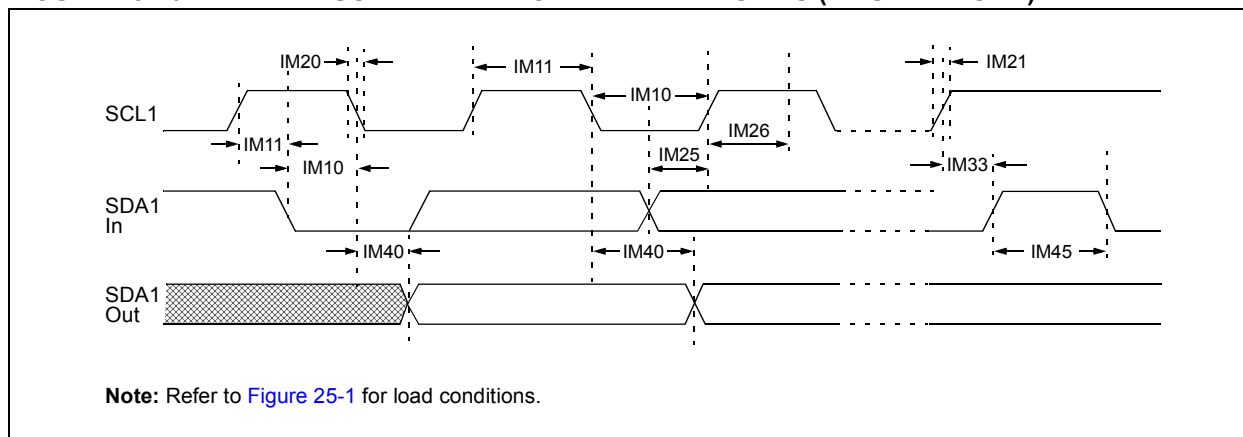 IM20
IM11
IM21
IM10
SCL1
IM26
IM11
IM25
IM10
IM33
SDA1
In
IM40
IM40
IM45
SDA1
Out
Note: Refer to Figure 25-1 for load conditions.